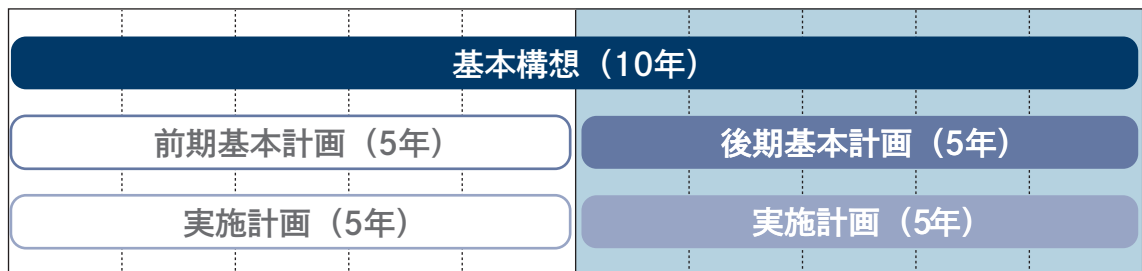 基本構想（10年）
前期基本計画（5年）
後期基本計画（5年）
実施計画（5年）
実施計画（5年）